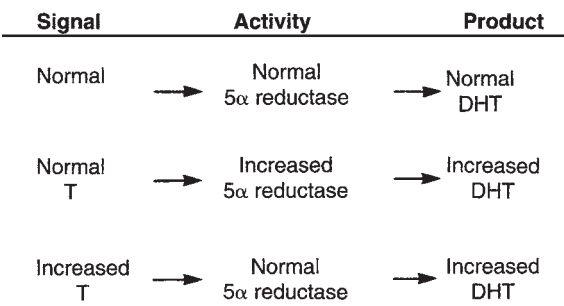 Signal Activity Product
Normal → Normal 5α reductase → Normal DHT
Normal T → Increased 5α reductase → Increased DHT
Increased T → Normal 5α reductase → Increased DHT